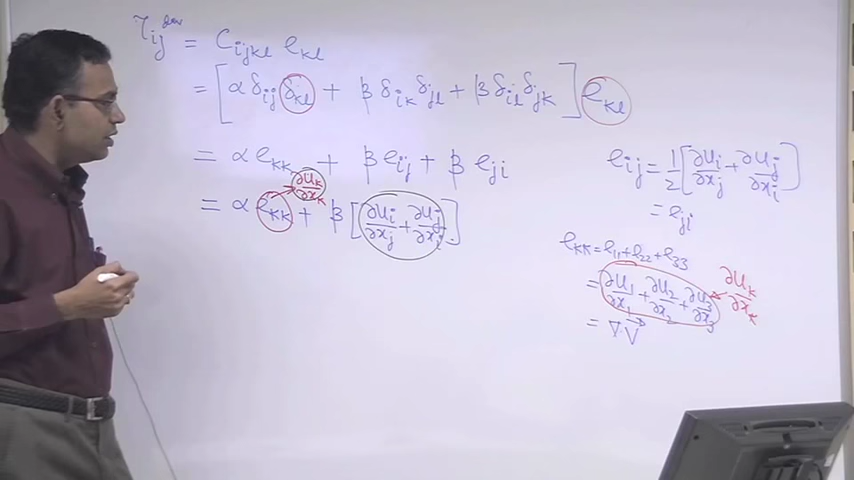 τij^dev = Cijkl ekl
= [α δij δkl + β δik δjl + β δil δjk] ekl
= α ekk + β eij + β eji
= α ekk + β [∂ui/∂xj + ∂uj/∂xi]
∂uk/∂xk
eij = 1/2 [∂ui/∂xj + ∂uj/∂xi]
= eji
ekk = e11 + e22 + e33
= ∂u1/∂x1 + ∂u2/∂x2 + ∂u3/∂x3
∂uk/∂xk
= ∇·V⃗